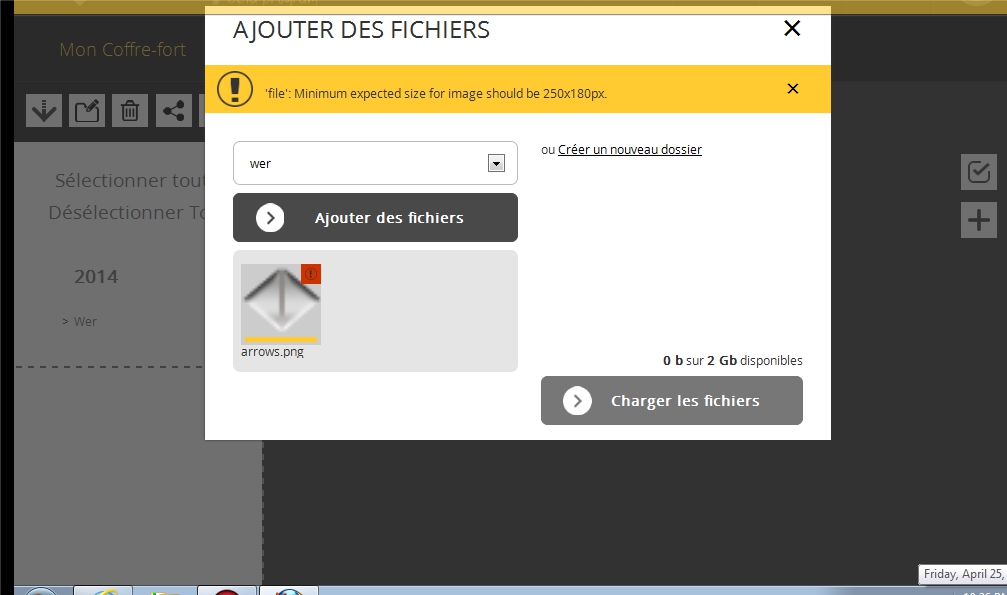 AJOUTER DES FICHIERS
Mon Coffre-fort
'file': Minimum expected size for image should be 250x180px.
wer
ou Créer un nouveau dossier
Sélectionner tout
Désélectionner To
Ajouter des fichiers
2014
> Wer
arrows.png
0 b sur 2 Gb disponibles
Charger les fichiers
Friday, April 25,